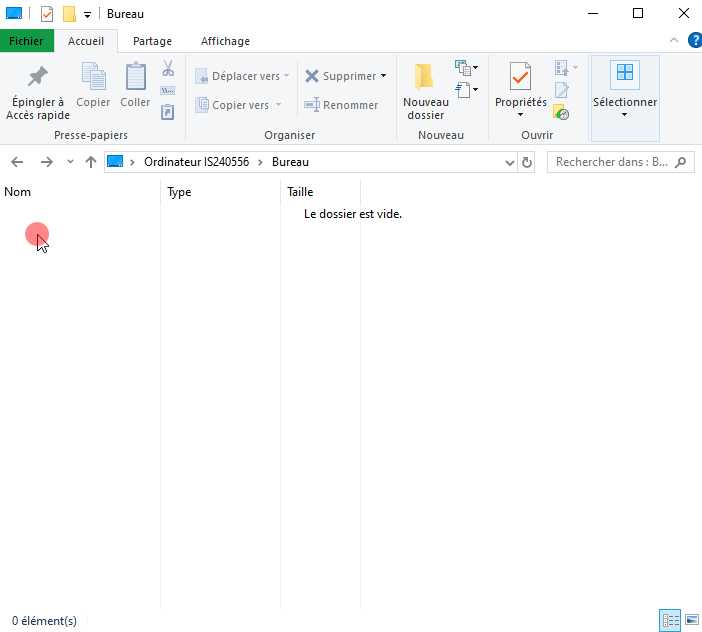 Bureau
Fichier Accueil Partage Affichage
?
Épingler à Accès rapide
Copier
Coller
Presse-papiers
Déplacer vers
Copier vers
Supprimer
Renommer
Organiser
Nouveau dossier
Nouveau
Propriétés
Ouvrir
Sélectionner
Ordinateur IS240556 > Bureau
Rechercher dans : B...
Nom Type Taille
Le dossier est vide.
0 élément(s)